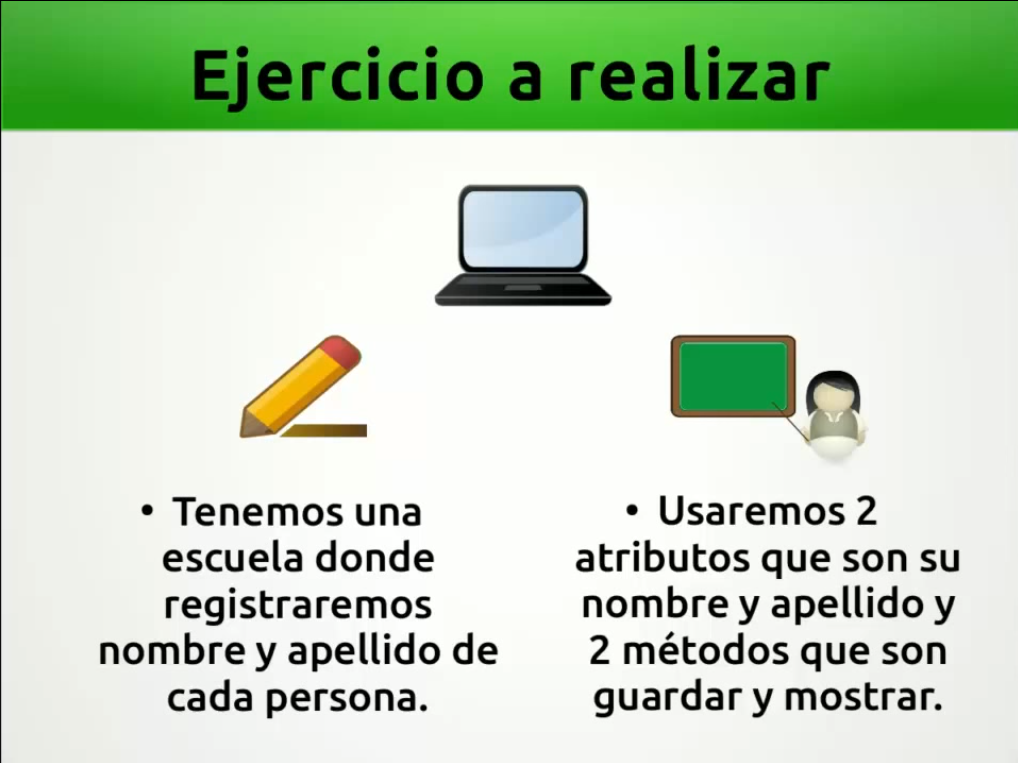 Ejercicio a realizar
• Tenemos una
escuela donde
registraremos
nombre y apellido de
cada persona.
• Usaremos 2
atributos que son su
nombre y apellido y
2 métodos que son
guardar y mostrar.